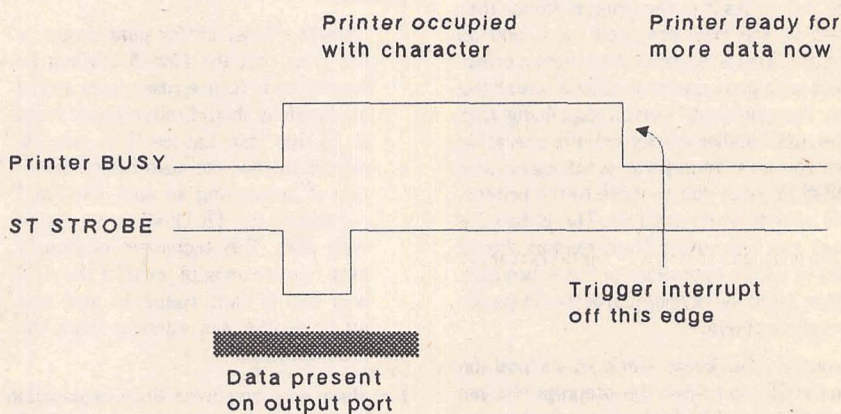 Printer occupied
with character
Printer ready for
more data now
Printer BUSY
ST STROBE
Trigger interrupt
off this edge
Data present
on output port